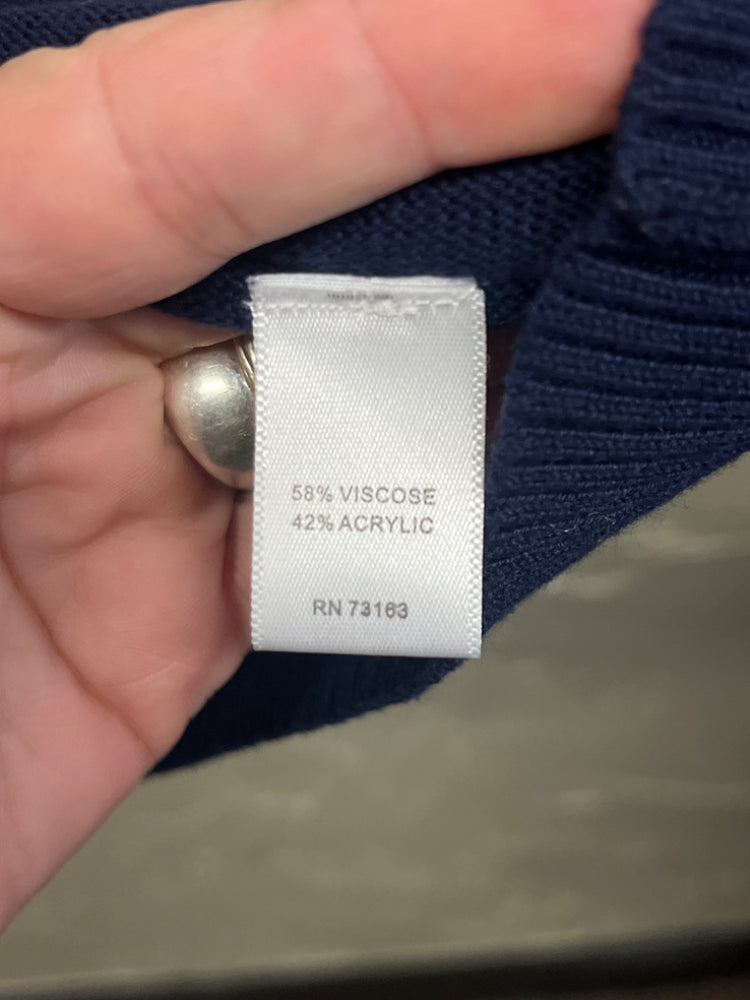 58% VISCOSE
42% ACRYLIC
RN 73163